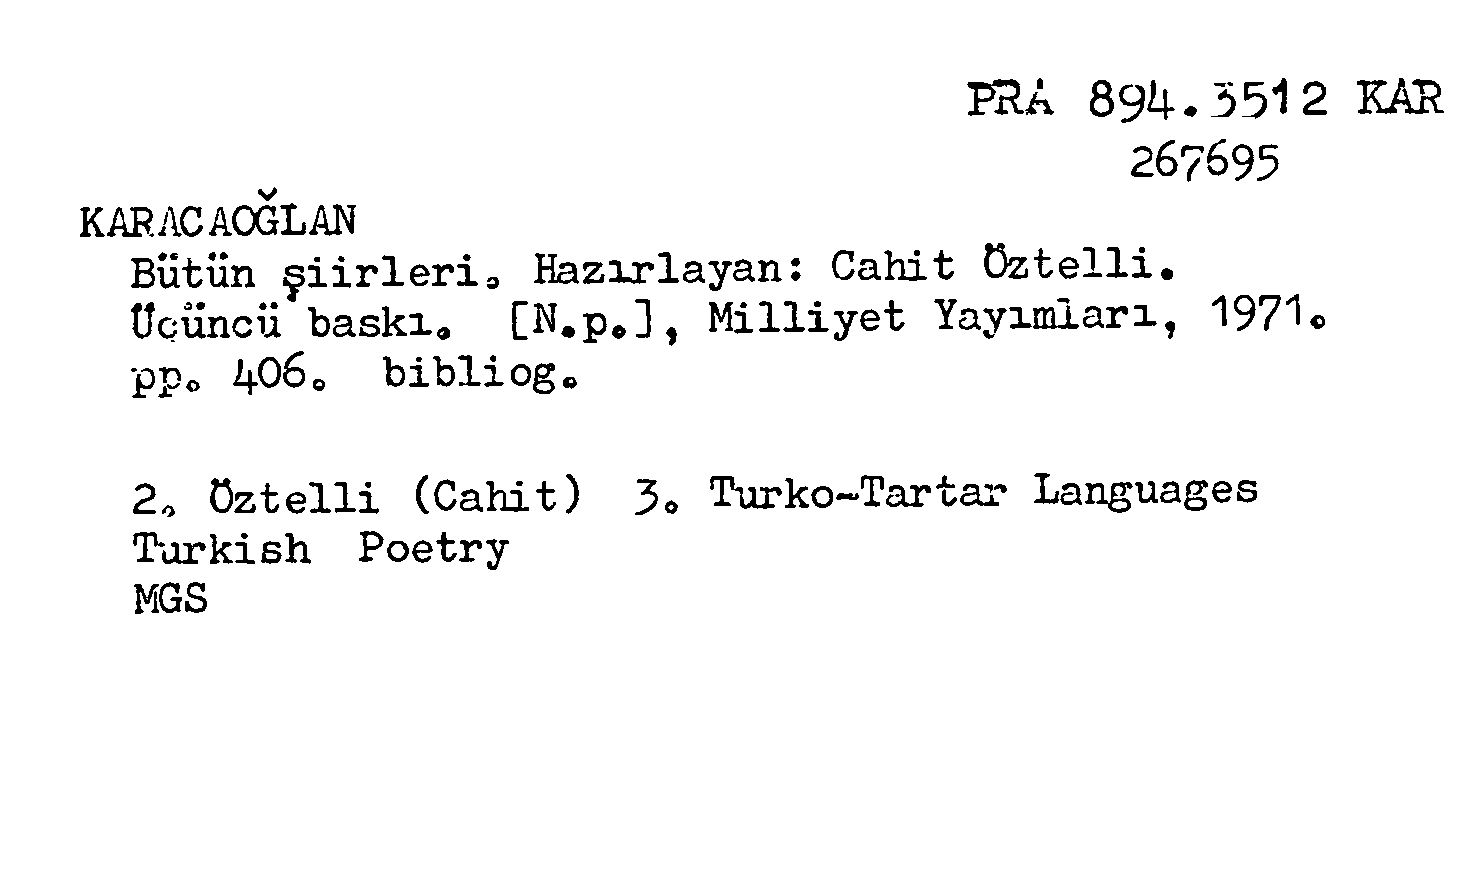 PRA 894.3512 KAR
267695
KARACAOĞLAN
Bütün şiirleri. Hazırlayan: Cahit Öztelli.
Üçüncü baskı. [N.p.], Milliyet Yayımları, 1971.
pp. 406. bibliog.
2. Öztelli (Cahit) 3. Turko-Tartar Languages
Turkish Poetry
MGS